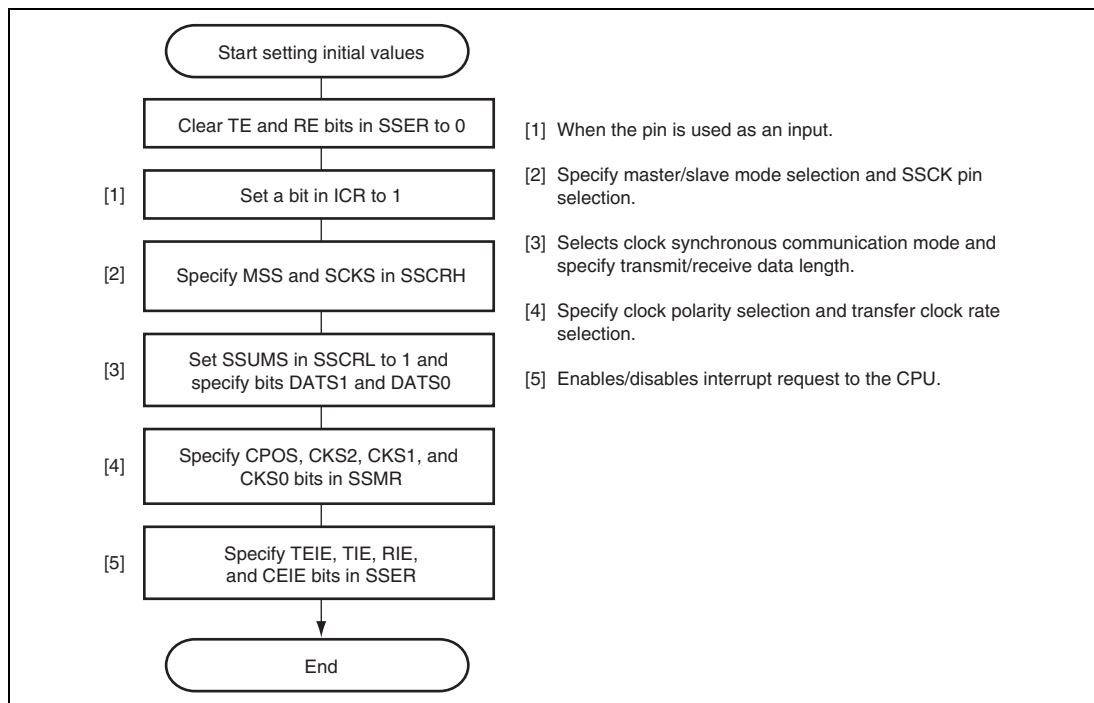 Start setting initial values
Clear TE and RE bits in SSER to 0
[1]
Set a bit in ICR to 1
[2]
Specify MSS and SCKS in SSCRH
[3]
Set SSUMS in SSCRL to 1 and
specify bits DATS1 and DATS0
[4]
Specify CPOS, CKS2, CKS1, and
CKS0 bits in SSMR
[5]
Specify TEIE, TIE, RIE,
and CEIE bits in SSER
End
[1] When the pin is used as an input.
[2] Specify master/slave mode selection and SSCK pin
selection.
[3] Selects clock synchronous communication mode and
specify transmit/receive data length.
[4] Specify clock polarity selection and transfer clock rate
selection.
[5] Enables/disables interrupt request to the CPU.